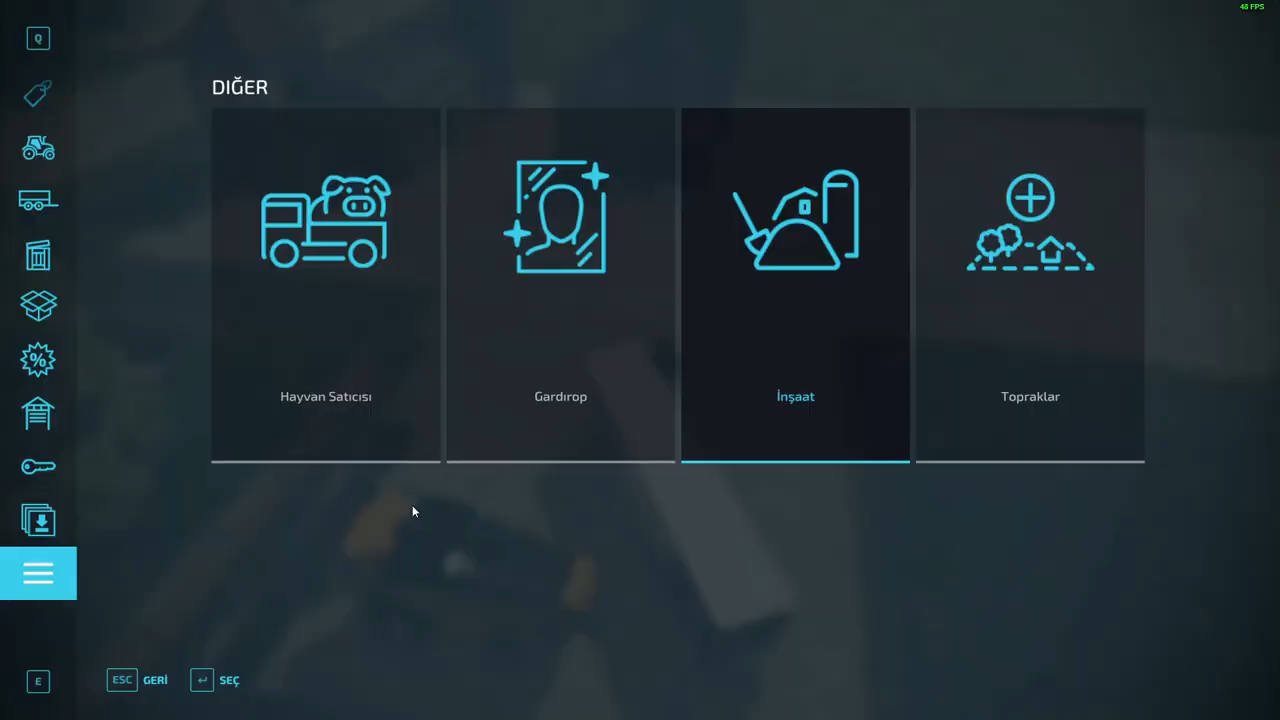 48 FPS
Q
DIĞER
%
Hayvan Satıcısı
Gardırop
İnşaat
Topraklar
E
ESC GERİ
SEÇ